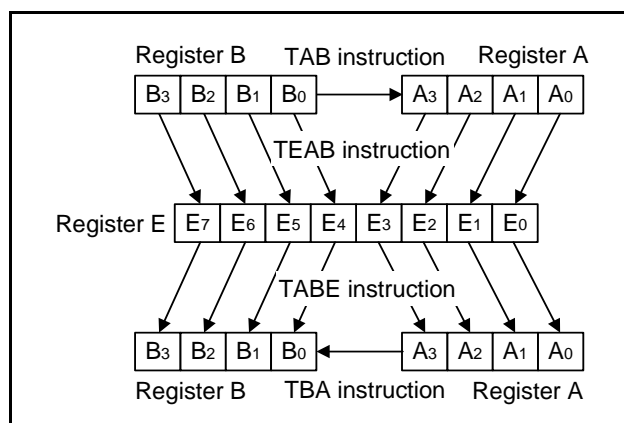 Register B TAB instruction Register A
B3 B2 B1 B0 A3 A2 A1 A0
TEAB instruction
Register E E7 E6 E5 E4 E3 E2 E1 E0
TABE instruction
B3 B2 B1 B0 A3 A2 A1 A0
Register B TBA instruction Register A